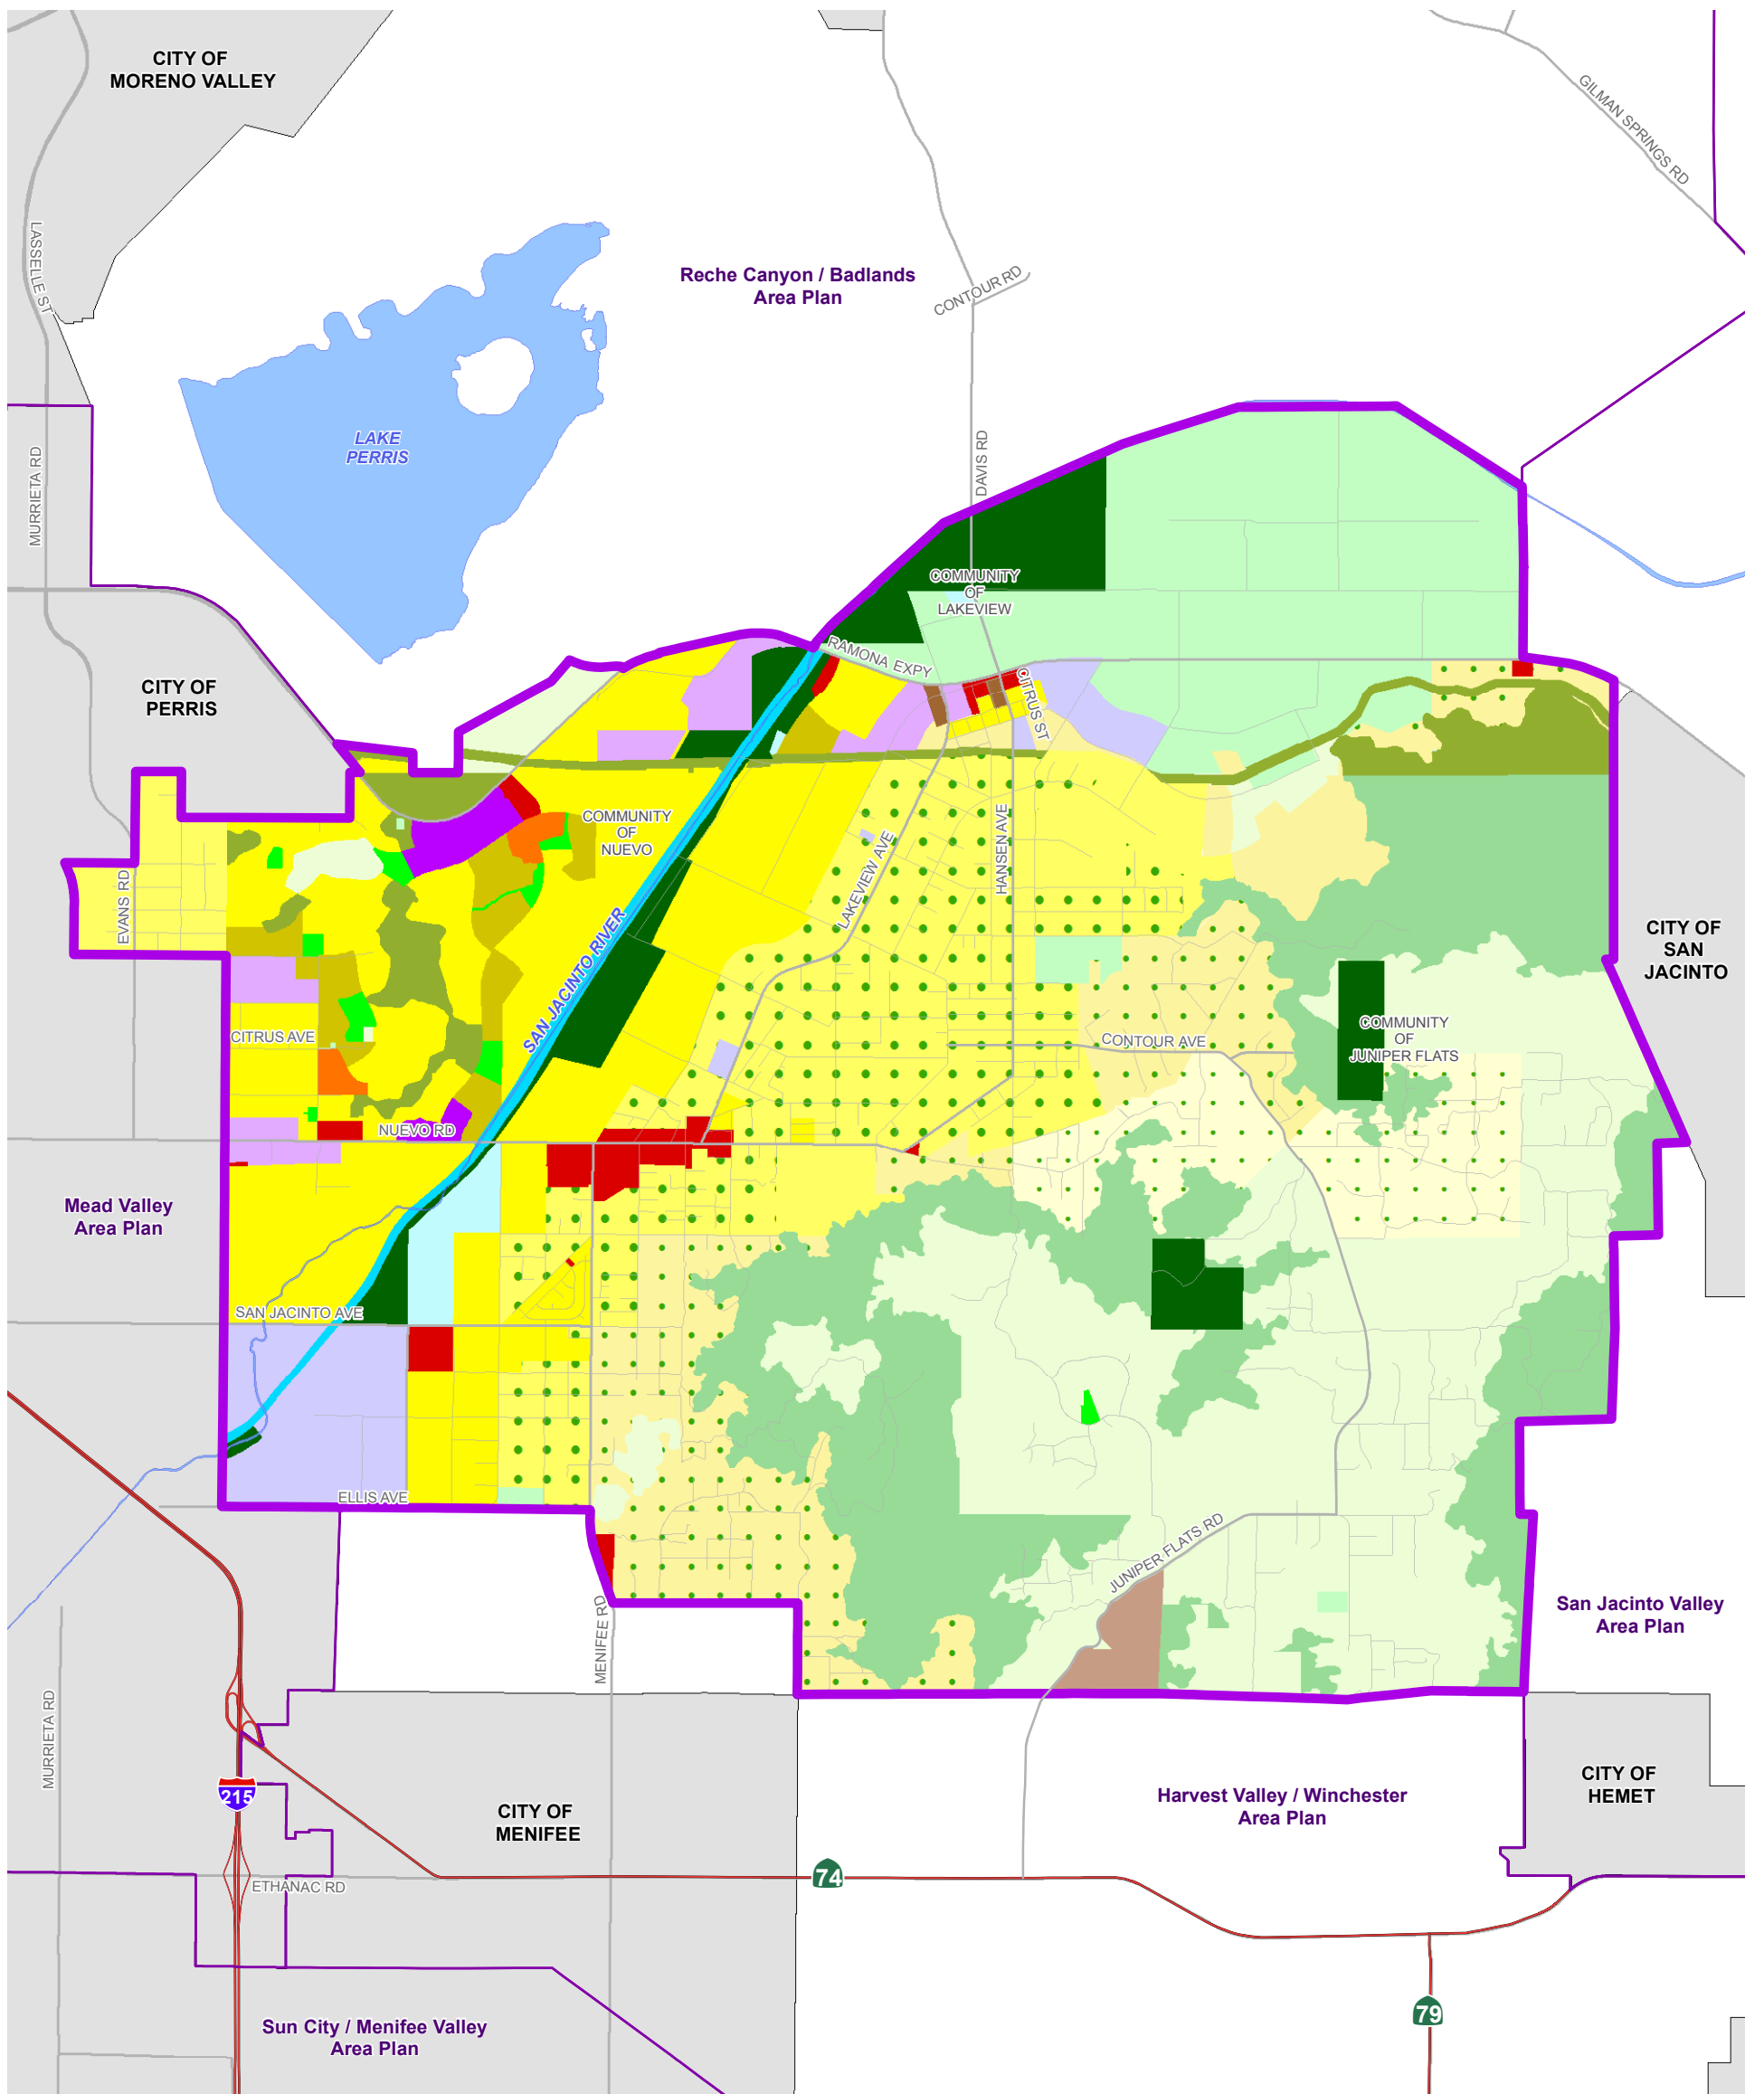 CITY OF
MORENO VALLEY
GILMAN SPRINGS RD
LASSELLE ST
Reche Canyon / Badlands
Area Plan
CONTOUR RD
LAKE
PERRIS
MURRIETA RD
DAVIS RD
COMMUNITY
OF
LAKEVIEW
RAMONA EXPY
CITY OF
PERRIS
CITRUS ST
COMMUNITY
OF
NUEVO
HANSEN AVE
LAKEVIEW AVE
EVANS RD
SAN JACINTO RIVER
CITY OF
SAN
JACINTO
CITRUS AVE
CONTOUR AVE
COMMUNITY
OF
JUNIPER FLATS
NUEVO RD
Mead Valley
Area Plan
SAN JACINTO AVE
ELLIS AVE
JUNIPER FLATS RD
MENIFEE RD
San Jacinto Valley
Area Plan
MURRIETA RD
215
CITY OF
MENIFEE
Harvest Valley / Winchester
Area Plan
CITY OF
HEMET
74
ETHANAC RD
79
Sun City / Menifee Valley
Area Plan